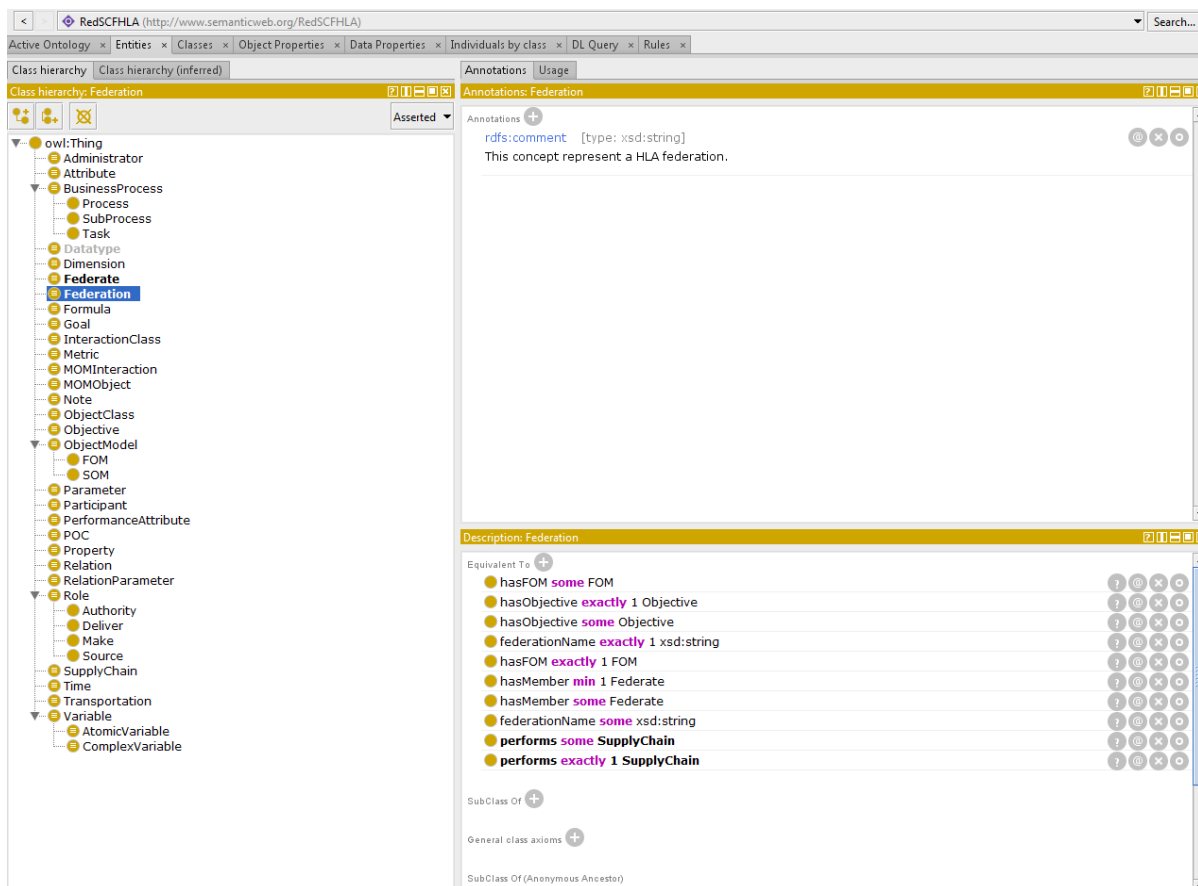 < > RedSCFHLA (http://www.semanticweb.org/RedSCFHLA) Search...
Active Ontology × Entities × Classes × Object Properties × Data Properties × Individuals by class × DL Query × Rules ×
Class hierarchy Class hierarchy (inferred)
Class hierarchy: Federation
Asserted
owl:Thing
Administrator
Attribute
BusinessProcess
Process
SubProcess
Task
Datatype
Dimension
Federate
Federation
Formula
Goal
InteractionClass
Metric
MOMInteraction
MOMObject
Note
ObjectClass
Objective
ObjectModel
FOM
SOM
Parameter
Participant
PerformanceAttribute
POC
Property
Relation
RelationParameter
Role
Authority
Deliver
Make
Source
SupplyChain
Time
Transportation
Variable
AtomicVariable
ComplexVariable
Annotations Usage
Annotations: Federation
Annotations
rdfs:comment [type: xsd:string]
This concept represent a HLA federation.
Description: Federation
Equivalent To
hasFOM some FOM
hasObjective exactly 1 Objective
hasObjective some Objective
federationName exactly 1 xsd:string
hasFOM exactly 1 FOM
hasMember min 1 Federate
hasMember some Federate
federationName some xsd:string
performs some SupplyChain
performs exactly 1 SupplyChain
SubClass Of
General class axioms
SubClass Of (Anonymous Ancestor)